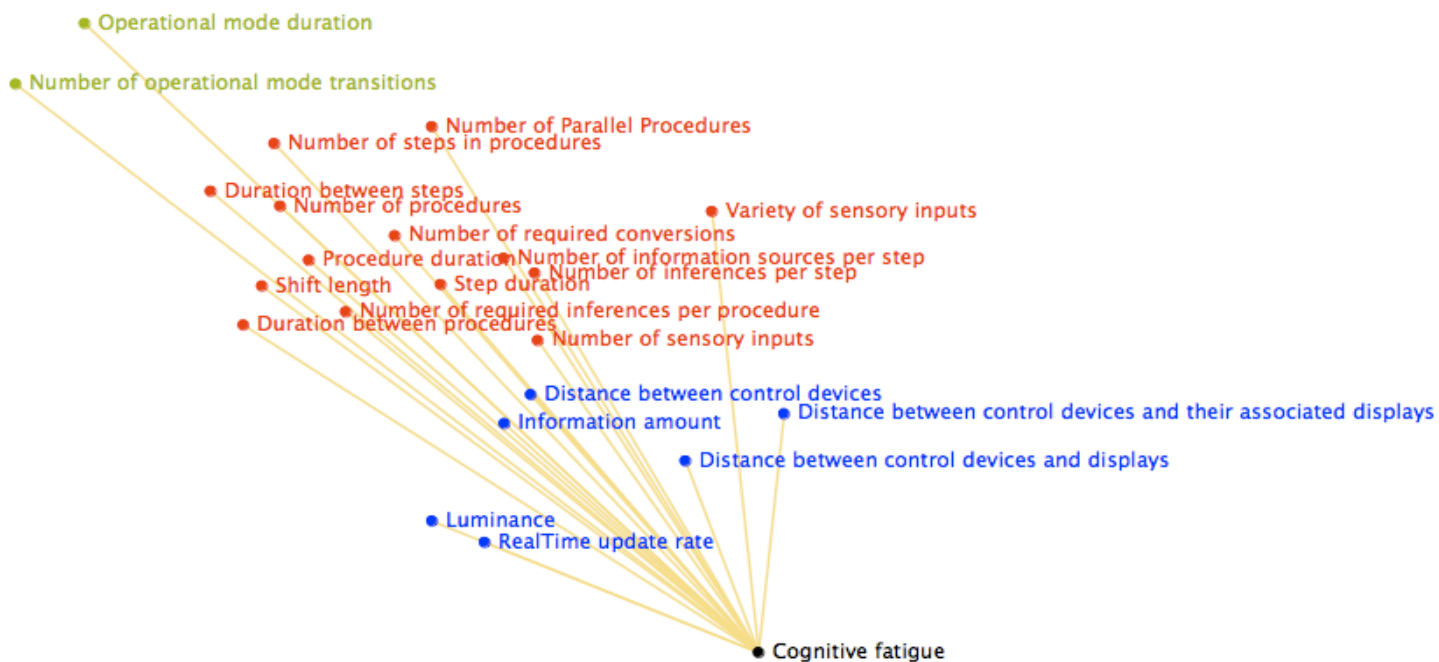 Operational mode duration
Number of operational mode transitions
Number of Parallel Procedures
Number of steps in procedures
Duration between steps
Number of procedures
Variety of sensory inputs
Number of required conversions
Procedure duration
Number of information sources per step
Number of inferences per step
Shift length
Step duration
Number of required inferences per procedure
Duration between procedures
Number of sensory inputs
Distance between control devices
Distance between control devices and their associated displays
Information amount
Distance between control devices and displays
Luminance
RealTime update rate
Cognitive fatigue